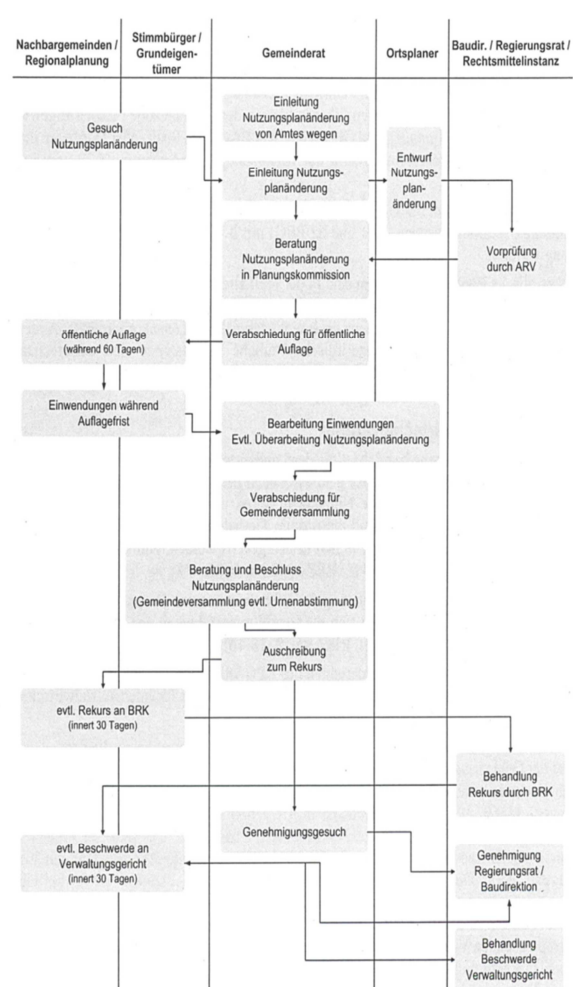 Nachbargemeinden /
Regionalplanung
Stimmbürger /
Grundeigen-
tümer
Gemeinderat
Ortsplaner
Baudir. / Regierungsrat /
Rechtsmittelinstanz
Einleitung
Nutzungsplanänderung
von Amtes wegen
Gesuch
Nutzungsplanänderung
Einleitung Nutzungs-
planänderung
Entwurf
Nutzungs-
plan-
änderung
Beratung
Nutzungsplanänderung
in Planungskommission
Vorprüfung
durch ARV
öffentliche Auflage
(während 60 Tagen)
Verabschiedung für öffentliche
Auflage
Einwendungen während
Auflagefrist
Bearbeitung Einwendungen
Evtl. Überarbeitung Nutzungsplanänderung
Verabschiedung für
Gemeindeversammlung
Beratung und Beschluss
Nutzungsplanänderung
(Gemeindeversammlung evtl. Urnenabstimmung)
Auschreibung
zum Rekurs
evtl. Rekurs an BRK
(innert 30 Tagen)
Behandlung
Rekurs durch BRK
Genehmigungsgesuch
evtl. Beschwerde an
Verwaltungsgericht
(innert 30 Tagen)
Genehmigung
Regierungsrat /
Baudirektion
Behandlung
Beschwerde
Verwaltungsgericht